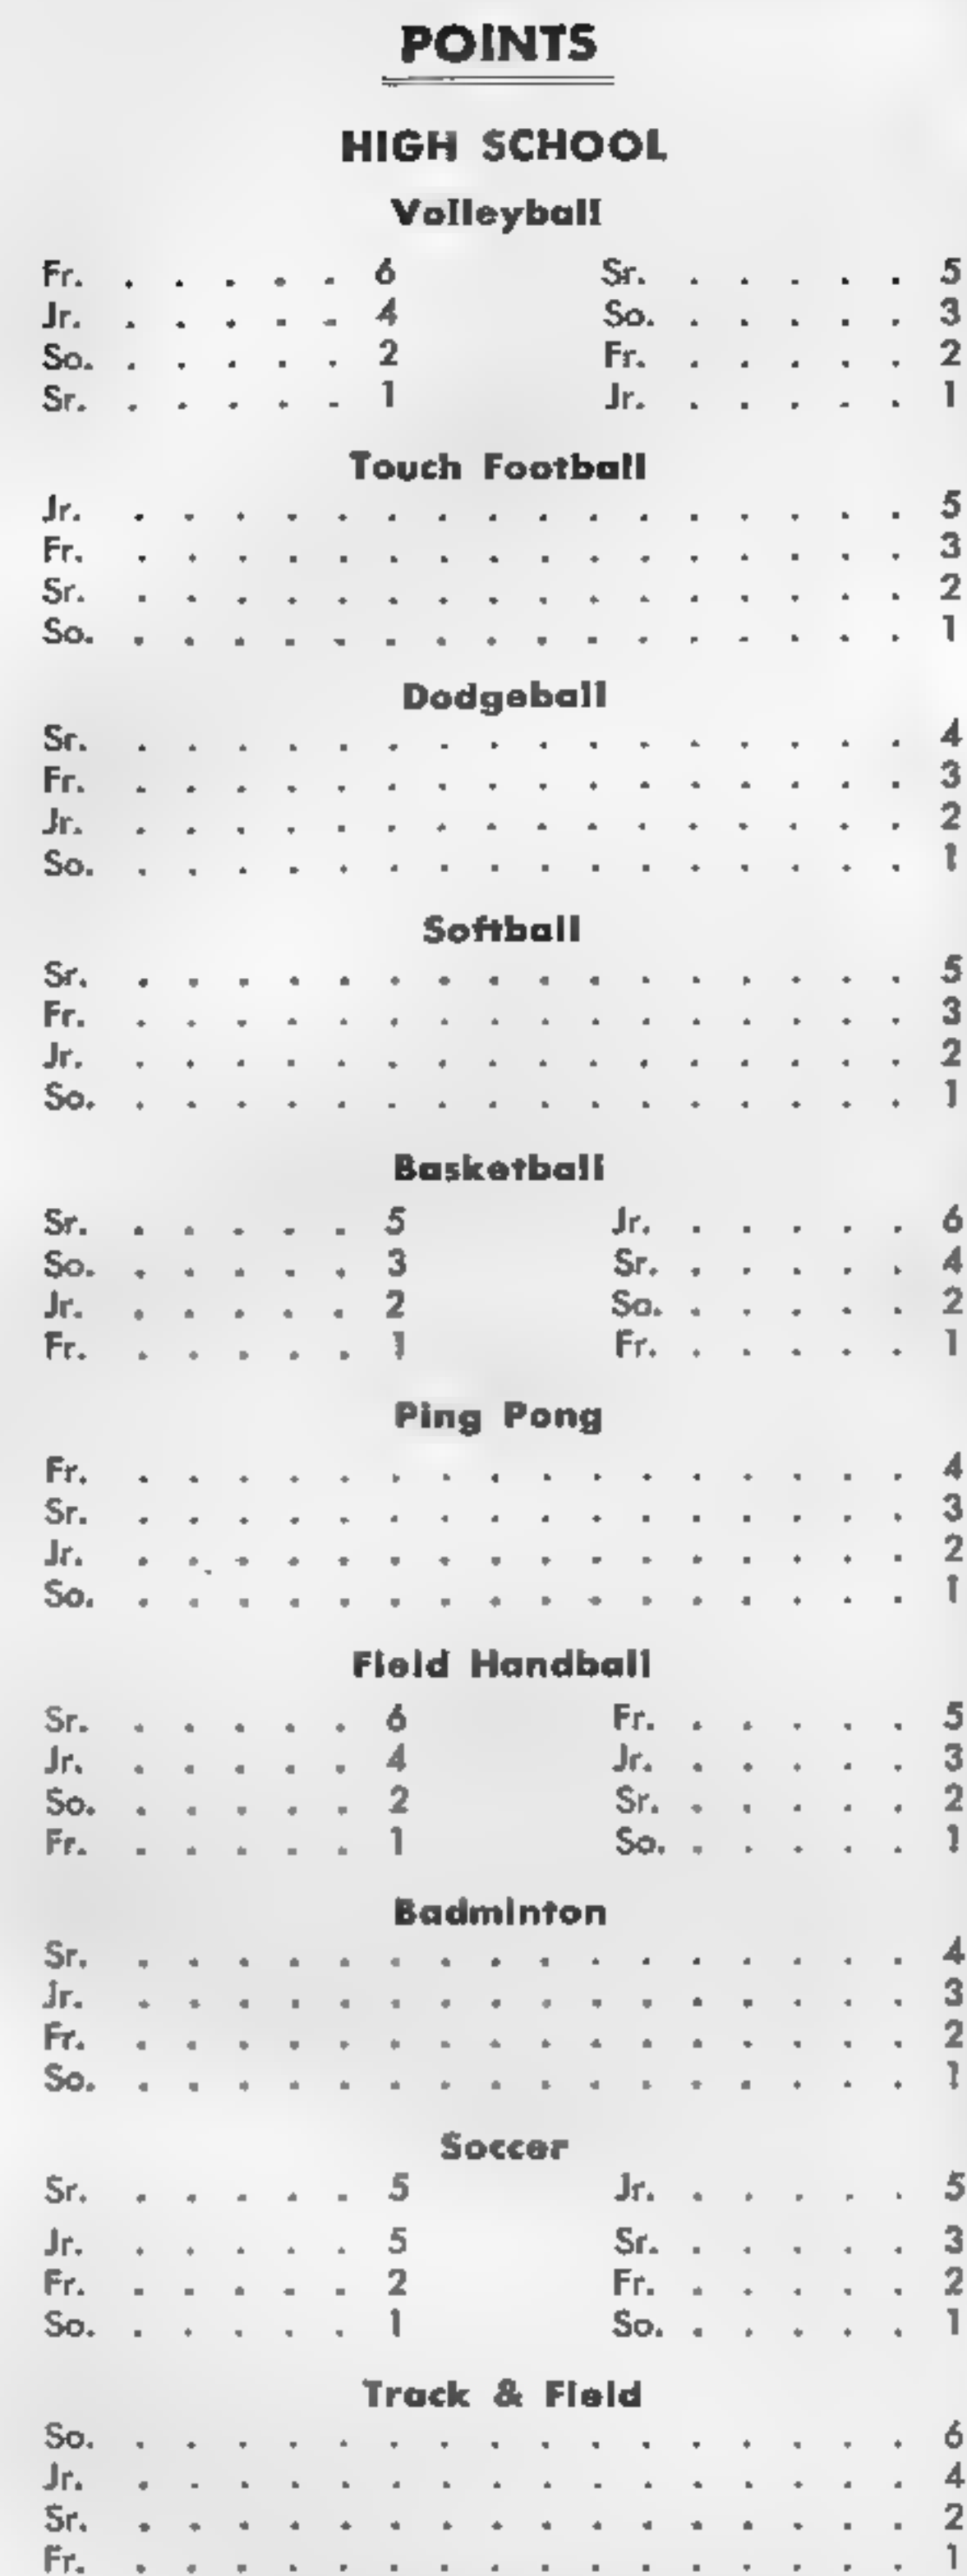 POINTS
HIGH SCHOOL
Volleyball
Fr. . . . . . 6 Sr. . . . . . 5
Jr. . . . . . 4 So. . . . . . 3
So. . . . . . 2 Fr. . . . . . 2
Sr. . . . . . 1 Jr. . . . . . 1
Touch Football
Jr. . . . . . . . . . . . . . . . . 5
Fr. . . . . . . . . . . . . . . . . 3
Sr. . . . . . . . . . . . . . . . . 2
So. . . . . . . . . . . . . . . . . 1
Dodgeball
Sr. . . . . . . . . . . . . . . . . 4
Fr. . . . . . . . . . . . . . . . . 3
Jr. . . . . . . . . . . . . . . . . 2
So. . . . . . . . . . . . . . . . . 1
Softball
Sr. . . . . . . . . . . . . . . . . 5
Fr. . . . . . . . . . . . . . . . . 3
Jr. . . . . . . . . . . . . . . . . 2
So. . . . . . . . . . . . . . . . . 1
Basketball
Sr. . . . . . 5 Jr. . . . . . 6
So. . . . . . 3 Sr. . . . . . 4
Jr. . . . . . 2 So. . . . . . 2
Fr. . . . . . 1 Fr. . . . . . 1
Ping Pong
Fr. . . . . . . . . . . . . . . . . 4
Sr. . . . . . . . . . . . . . . . . 3
Jr. . . . . . . . . . . . . . . . . 2
So. . . . . . . . . . . . . . . . . 1
Field Handball
Sr. . . . . . 6 Fr. . . . . . 5
Jr. . . . . . 4 Jr. . . . . . 3
So. . . . . . 2 Sr. . . . . . 2
Fr. . . . . . 1 So. . . . . . 1
Badminton
Sr. . . . . . . . . . . . . . . . . 4
Jr. . . . . . . . . . . . . . . . . 3
Fr. . . . . . . . . . . . . . . . . 2
So. . . . . . . . . . . . . . . . . 1
Soccer
Sr. . . . . . 5 Jr. . . . . . 5
Jr. . . . . . 5 Sr. . . . . . 3
Fr. . . . . . 2 Fr. . . . . . 2
So. . . . . . 1 So. . . . . . 1
Track & Field
So. . . . . . . . . . . . . . . . . 6
Jr. . . . . . . . . . . . . . . . . 4
Sr. . . . . . . . . . . . . . . . . 2
Fr. . . . . . . . . . . . . . . . . 1